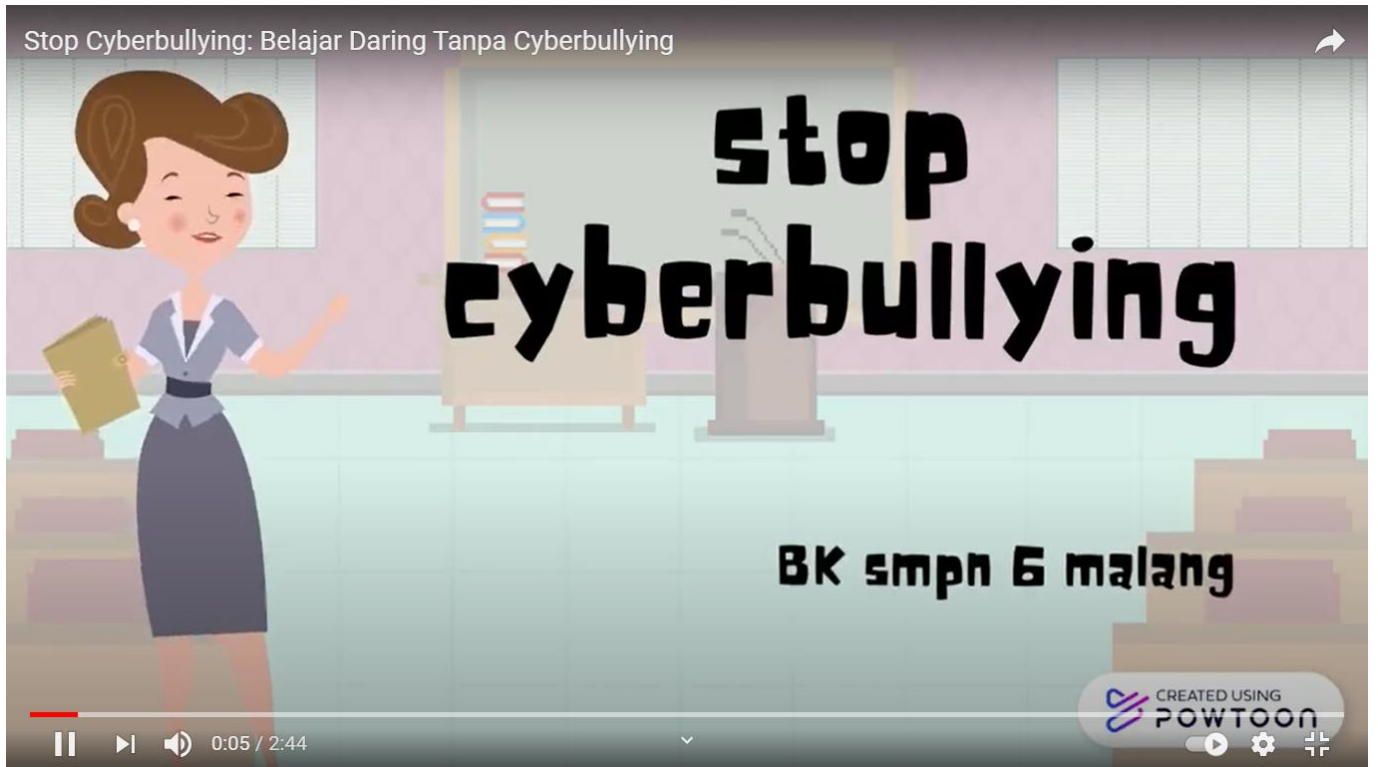 Stop Cyberbullying: Belajar Daring Tanpa Cyberbullying
stop
cyberbullying
BK smpn 6 malang
CREATED USING
POWTOON
0:05 / 2:44